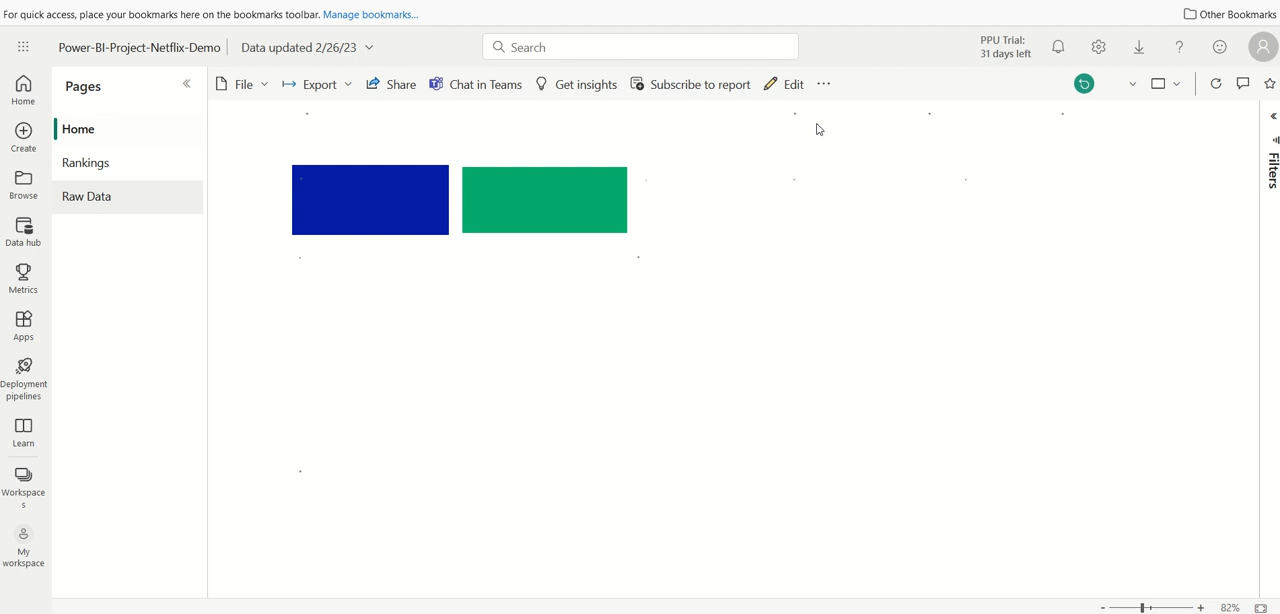 For quick access, place your bookmarks here on the bookmarks toolbar. Manage bookmarks...
Other Bookmarks
Power-BI-Project-Netflix-Demo
Data updated 2/26/23
Search
PPU Trial:
31 days left
Home
Create
Browse
Data hub
Metrics
Apps
Deployment
pipelines
Learn
Workspace
s
My
workspace
Pages
Home
Rankings
Raw Data
File
Export
Share
Chat in Teams
Get insights
Subscribe to report
Edit
...
Filters
- + 82%